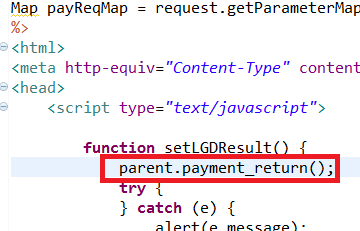 Map payReqMap = request.getParameterMap
%>
<html>
<meta http-equiv="Content-Type" content
<head>
<script type="text/javascript">
function setLGDResult() {
parent.payment_return();
try {
} catch (e) {
alert(e.message);